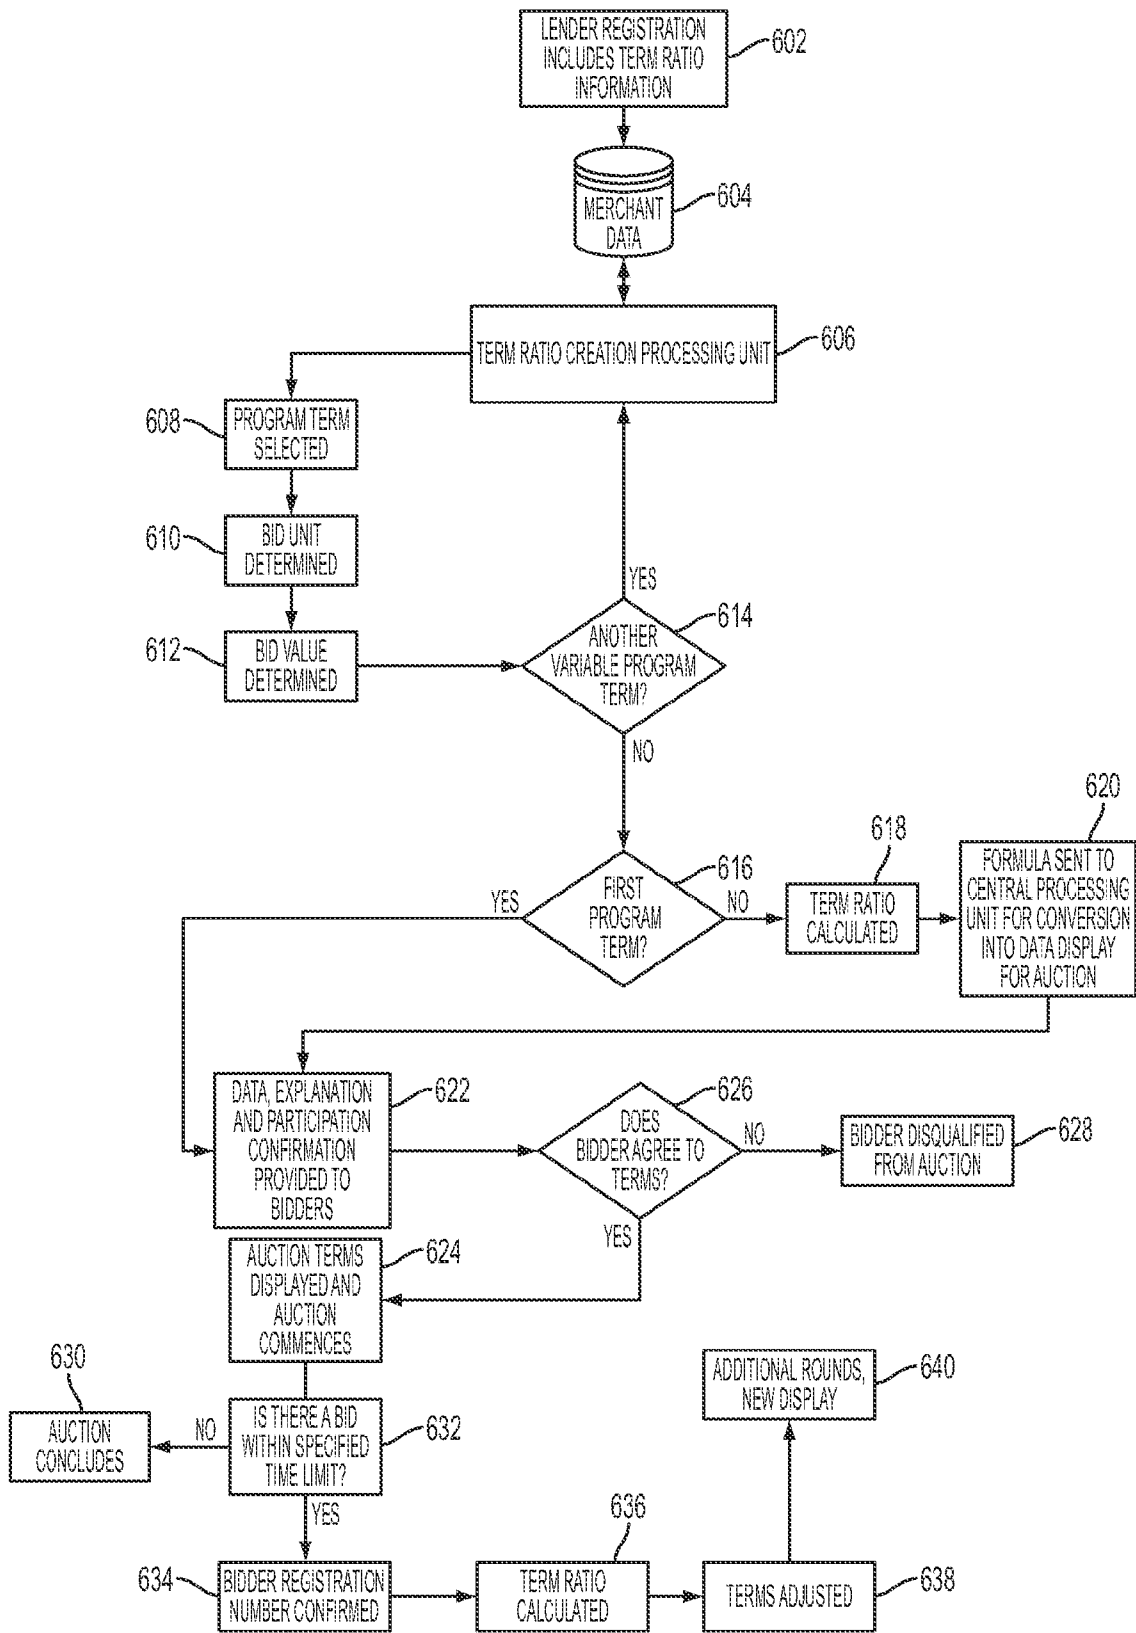 LENDER REGISTRATION
INCLUDES TERM RATIO
INFORMATION
602
MERCHANT
DATA
604
TERM RATIO CREATION PROCESSING UNIT
606
608
PROGRAM TERM
SELECTED
610
BID UNIT
DETERMINED
612
BID VALUE
DETERMINED
YES
614
ANOTHER
VARIABLE PROGRAM
TERM?
NO
616
FIRST
PROGRAM
TERM?
YES
NO
618
TERM RATIO
CALCULATED
620
FORMULA SENT TO
CENTRAL PROCESSING
UNIT FOR CONVERSION
INTO DATA DISPLAY
FOR AUCTION
DATA, EXPLANATION
AND PARTICIPATION
CONFIRMATION
PROVIDED TO
BIDDERS
622
626
DOES
BIDDER AGREE TO
TERMS?
NO
BIDDER DISQUALIFIED
FROM AUCTION
628
YES
AUCTION TERMS
DISPLAYED AND
AUCTION
COMMENCES
624
630
AUCTION
CONCLUDES
NO
IS THERE A BID
WITHIN SPECIFIED
TIME LIMIT?
632
YES
634
BIDDER REGISTRATION
NUMBER CONFIRMED
636
TERM RATIO
CALCULATED
TERMS ADJUSTED
638
ADDITIONAL ROUNDS,
NEW DISPLAY
640